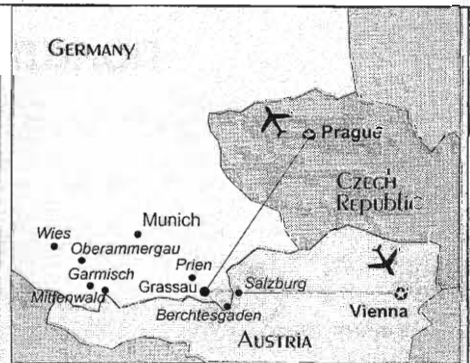 GERMANY
Prague
CZECH
REPUBLIC
Munich
Wies
Oberammergau
Prien
Garmisch
Grassau
Salzburg
Mittenwald
Vienna
Berchtesgaden
AUSTRIA